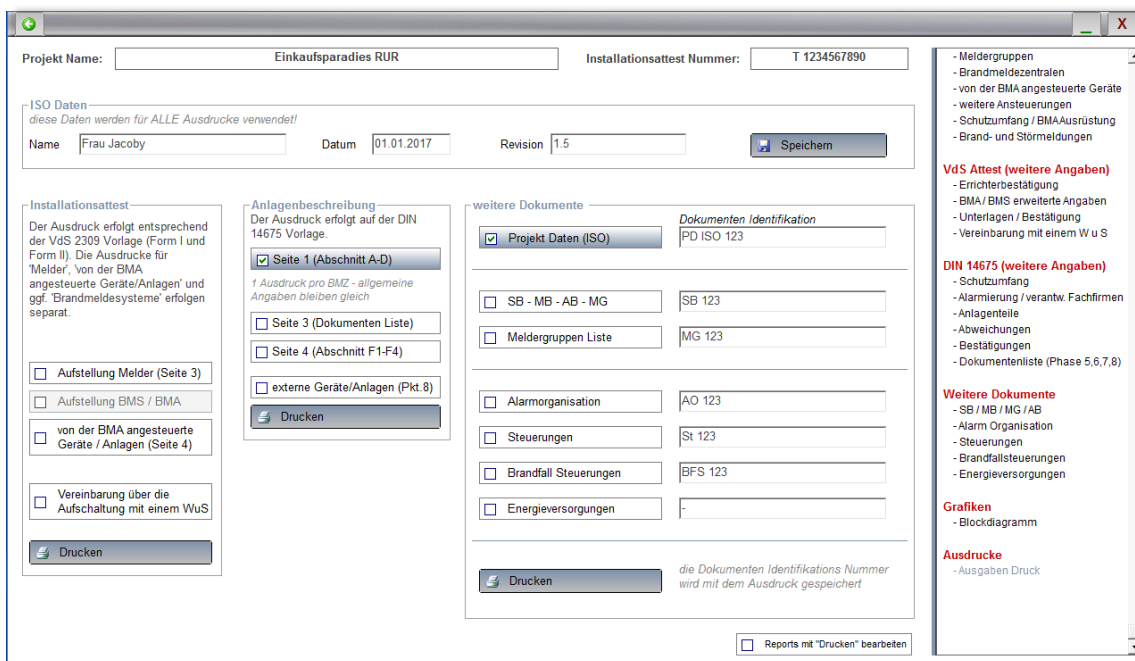 X
Projekt Name:
Einkaufsparadies RUR
Installationsattest Nummer:
T 1234567890
ISO Daten
diese Daten werden für ALLE Ausdrucke verwendet!
Name
Frau Jacoby
Datum
01.01.2017
Revision
1.5
Speichern
Installationsattest
Der Ausdruck erfolgt entsprechend
der VdS 2309 Vorlage (Form I und
Form II). Die Ausdrucke für
'Melder', 'von der BMA
angesteuerte Geräte/Anlagen' und
ggf. 'Brandmeldesysteme' erfolgen
separat.
Aufstellung Melder (Seite 3)
Aufstellung BMS / BMA
von der BMA angesteuerte
Geräte / Anlagen (Seite 4)
Vereinbarung über die
Aufschaltung mit einem WuS
Drucken
Anlagenbeschreibung
Der Ausdruck erfolgt auf der DIN
14675 Vorlage.
Seite 1 (Abschnitt A-D)
1 Ausdruck pro BMZ - allgemeine
Angaben bleiben gleich
Seite 3 (Dokumenten Liste)
Seite 4 (Abschnitt F1-F4)
externe Geräte/Anlagen (Pkt.8)
Drucken
weitere Dokumente
Dokumenten Identifikation
Projekt Daten (ISO)
PD ISO 123
SB - MB - AB - MG
SB 123
Meldergruppen Liste
MG 123
Alarmorganisation
AO 123
Steuerungen
St 123
Brandfall Steuerungen
BFS 123
Energieversorgungen
-
Drucken
die Dokumenten Identifikations Nummer
wird mit dem Ausdruck gespeichert
Reports mit "Drucken" bearbeiten
- Meldergruppen
- Brandmeldezentralen
- von der BMA angesteuerte Geräte
- weitere Ansteuerungen
- Schutzumfang / BMA Ausrüstung
- Brand- und Störmeldungen
VdS Attest (weitere Angaben)
- Errichterbestätigung
- BMA / BMS erweiterte Angaben
- Unterlagen / Bestätigung
- Vereinbarung mit einem W u S
DIN 14675 (weitere Angaben)
- Schutzumfang
- Alarmierung / verantw. Fachfirmen
- Anlagenteile
- Abweichungen
- Bestätigungen
- Dokumentenliste (Phase 5,6,7,8)
Weitere Dokumente
- SB / MB / MG / AB
- Alarm Organisation
- Steuerungen
- Brandfallsteuerungen
- Energieversorgungen
Grafiken
- Blockdiagramm
Ausdrucke
- Ausgaben Druck